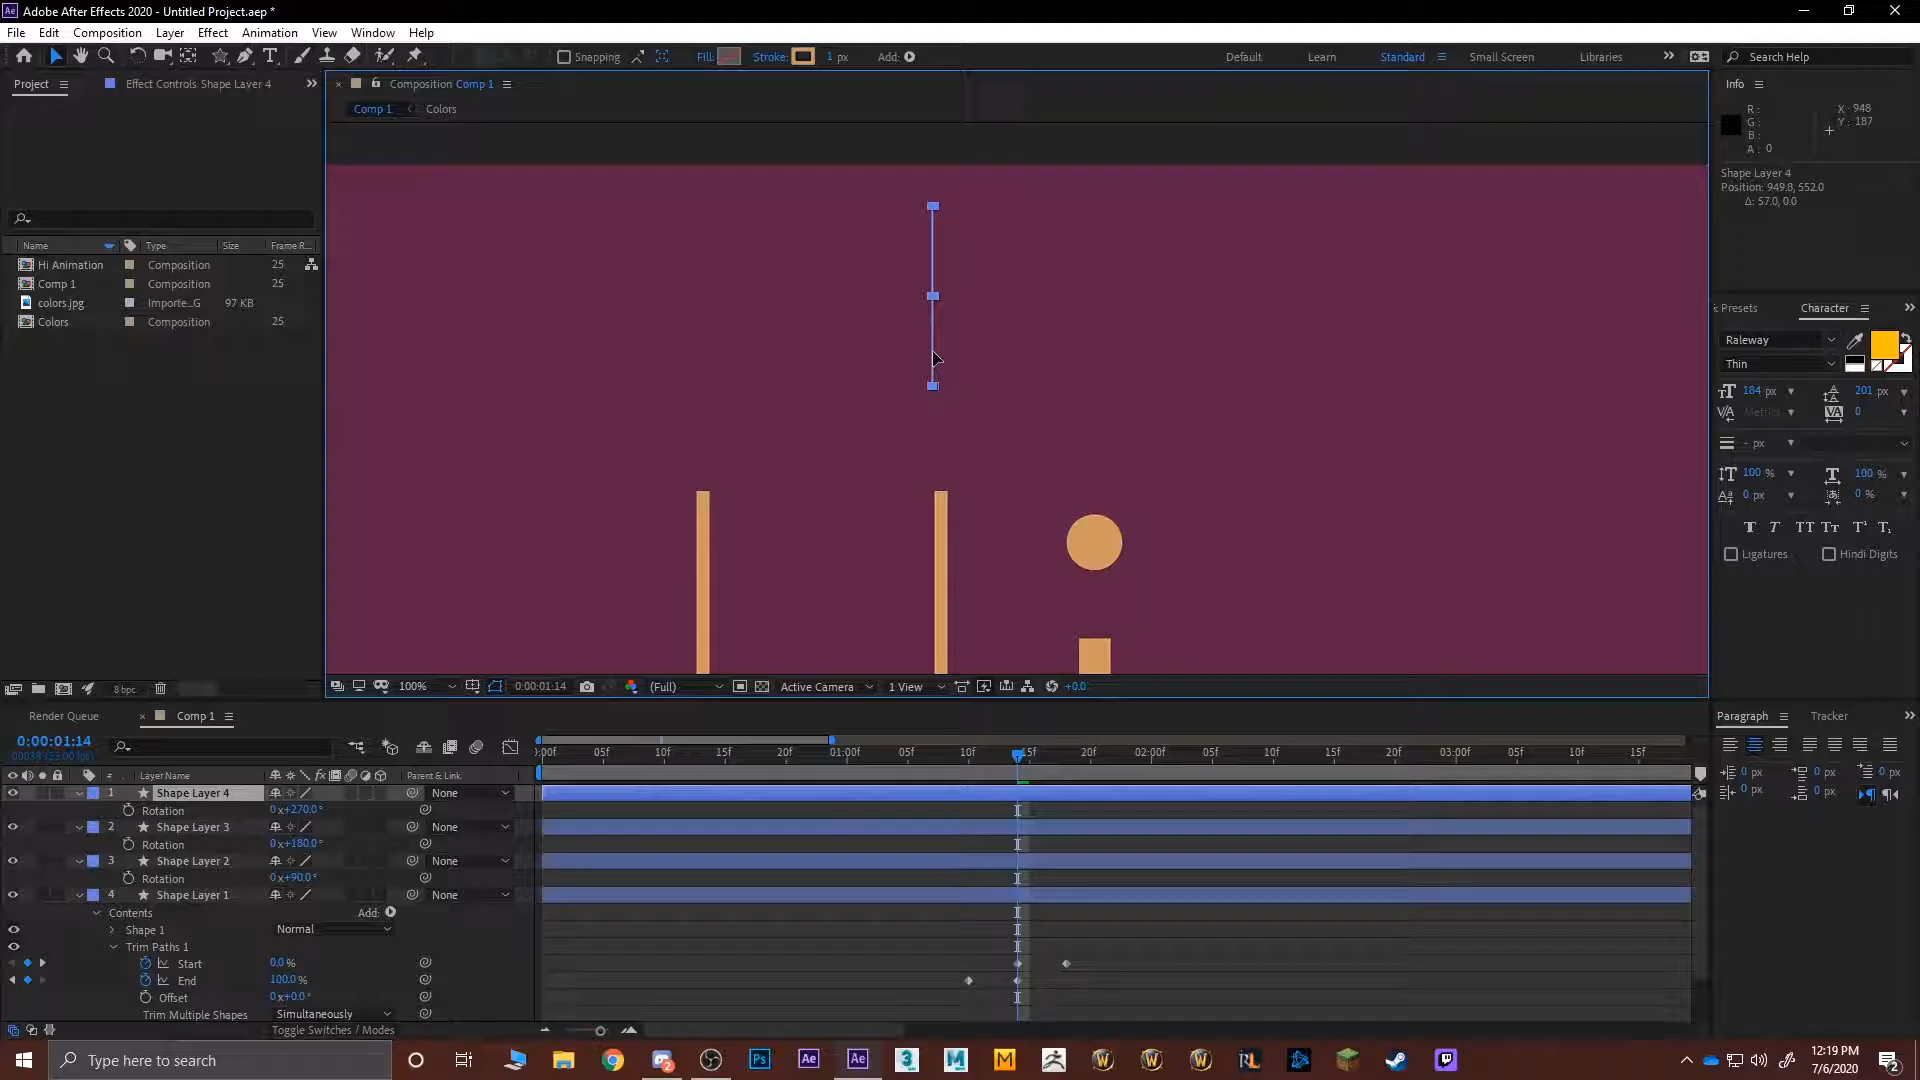 Adobe After Effects 2020 - Untitled Project.aep *
File Edit Composition Layer Effect Animation View Window Help
Snapping Fill: Stroke: 1 px Add: Default Learn Standard Small Screen Libraries Search Help
Project Effect Controls Shape Layer 4 Composition Comp 1 Info
Comp 1 Colors
R: X : 948
G: Y : 187
B:
A : 0
Shape Layer 4
Position: 949.8, 552.0
Δ: 57.0, 0.0
Name Type Size Frame R...
Hi Animation Composition 25
Comp 1 Composition 25
colors.jpg Importe...G 97 KB
Colors Composition 25
Presets Character
Raleway
Thin
184 px 201 px
Metrics 0
- px
100 % 100 %
0 px 0 %
T T TT Tr T¹ T₁
Ligatures Hindi Digits
8 bpc 100% 0:00:01:14 (Full) Active Camera 1 View +0.0
Render Queue Comp 1 Paragraph Tracker
0:00:01:14
:00f 05f 10f 15f 20f 01:00f 05f 10f 15f 20f 02:00f 05f 10f 15f 20f 03:00f 05f 10f 15f
# Layer Name Parent & Link
1 Shape Layer 4 None
Rotation 0 x+270.0°
2 Shape Layer 3 None
Rotation 0 x+180.0°
3 Shape Layer 2 None
Rotation 0 x+90.0°
4 Shape Layer 1 None
Contents Add:
Shape 1 Normal
Trim Paths 1
Start 0.0 %
End 100.0 %
Offset 0 x+0.0°
Trim Multiple Shapes Simultaneously
Toggle Switches / Modes
0 px 0 px 0 px
0 px 0 px
Type here to search
12:19 PM
7/6/2020